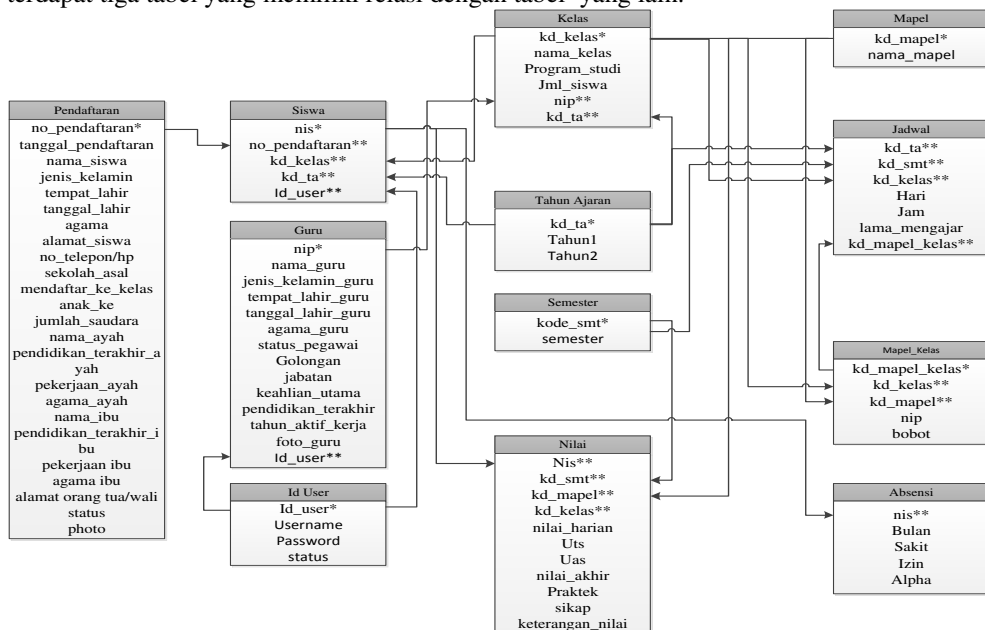 terdapat tiga tabel yang memiliki relasi dengan tabel yang lain.
Pendaftaran
no_pendaftaran*
tanggal_pendaftaran
nama_siswa
jenis_kelamin
tempat_lahir
tanggal_lahir
agama
alamat_siswa
no_telepon/hp
sekolah_asal
mendaftar_ke_kelas
anak_ke
jumlah_saudara
nama_ayah
pendidikan_terakhir_a
yah
pekerjaan_ayah
agama_ayah
nama_ibu
pendidikan_terakhir_i
bu
pekerjaan ibu
agama ibu
alamat orang tua/wali
status
photo
Siswa
nis*
no_pendaftaran**
kd_kelas**
kd_ta**
Id_user**
Guru
nip*
nama_guru
jenis_kelamin_guru
tempat_lahir_guru
tanggal_lahir_guru
agama_guru
status_pegawai
Golongan
jabatan
keahlian_utama
pendidikan_terakhir
tahun_aktif_kerja
foto_guru
Id_user**
Id User
Id_user*
Username
Password
status
Kelas
kd_kelas*
nama_kelas
Program_studi
Jml_siswa
nip**
kd_ta**
Tahun Ajaran
kd_ta*
Tahun1
Tahun2
Semester
kode_smt*
semester
Nilai
Nis**
kd_smt**
kd_mapel**
kd_kelas**
nilai_harian
Uts
Uas
nilai_akhir
Praktek
sikap
keterangan_nilai
Mapel
kd_mapel*
nama_mapel
Jadwal
kd_ta**
kd_smt**
kd_kelas**
Hari
Jam
lama_mengajar
kd_mapel_kelas**
Mapel_Kelas
kd_mapel_kelas*
kd_kelas**
kd_mapel**
nip
bobot
Absensi
nis**
Bulan
Sakit
Izin
Alpha